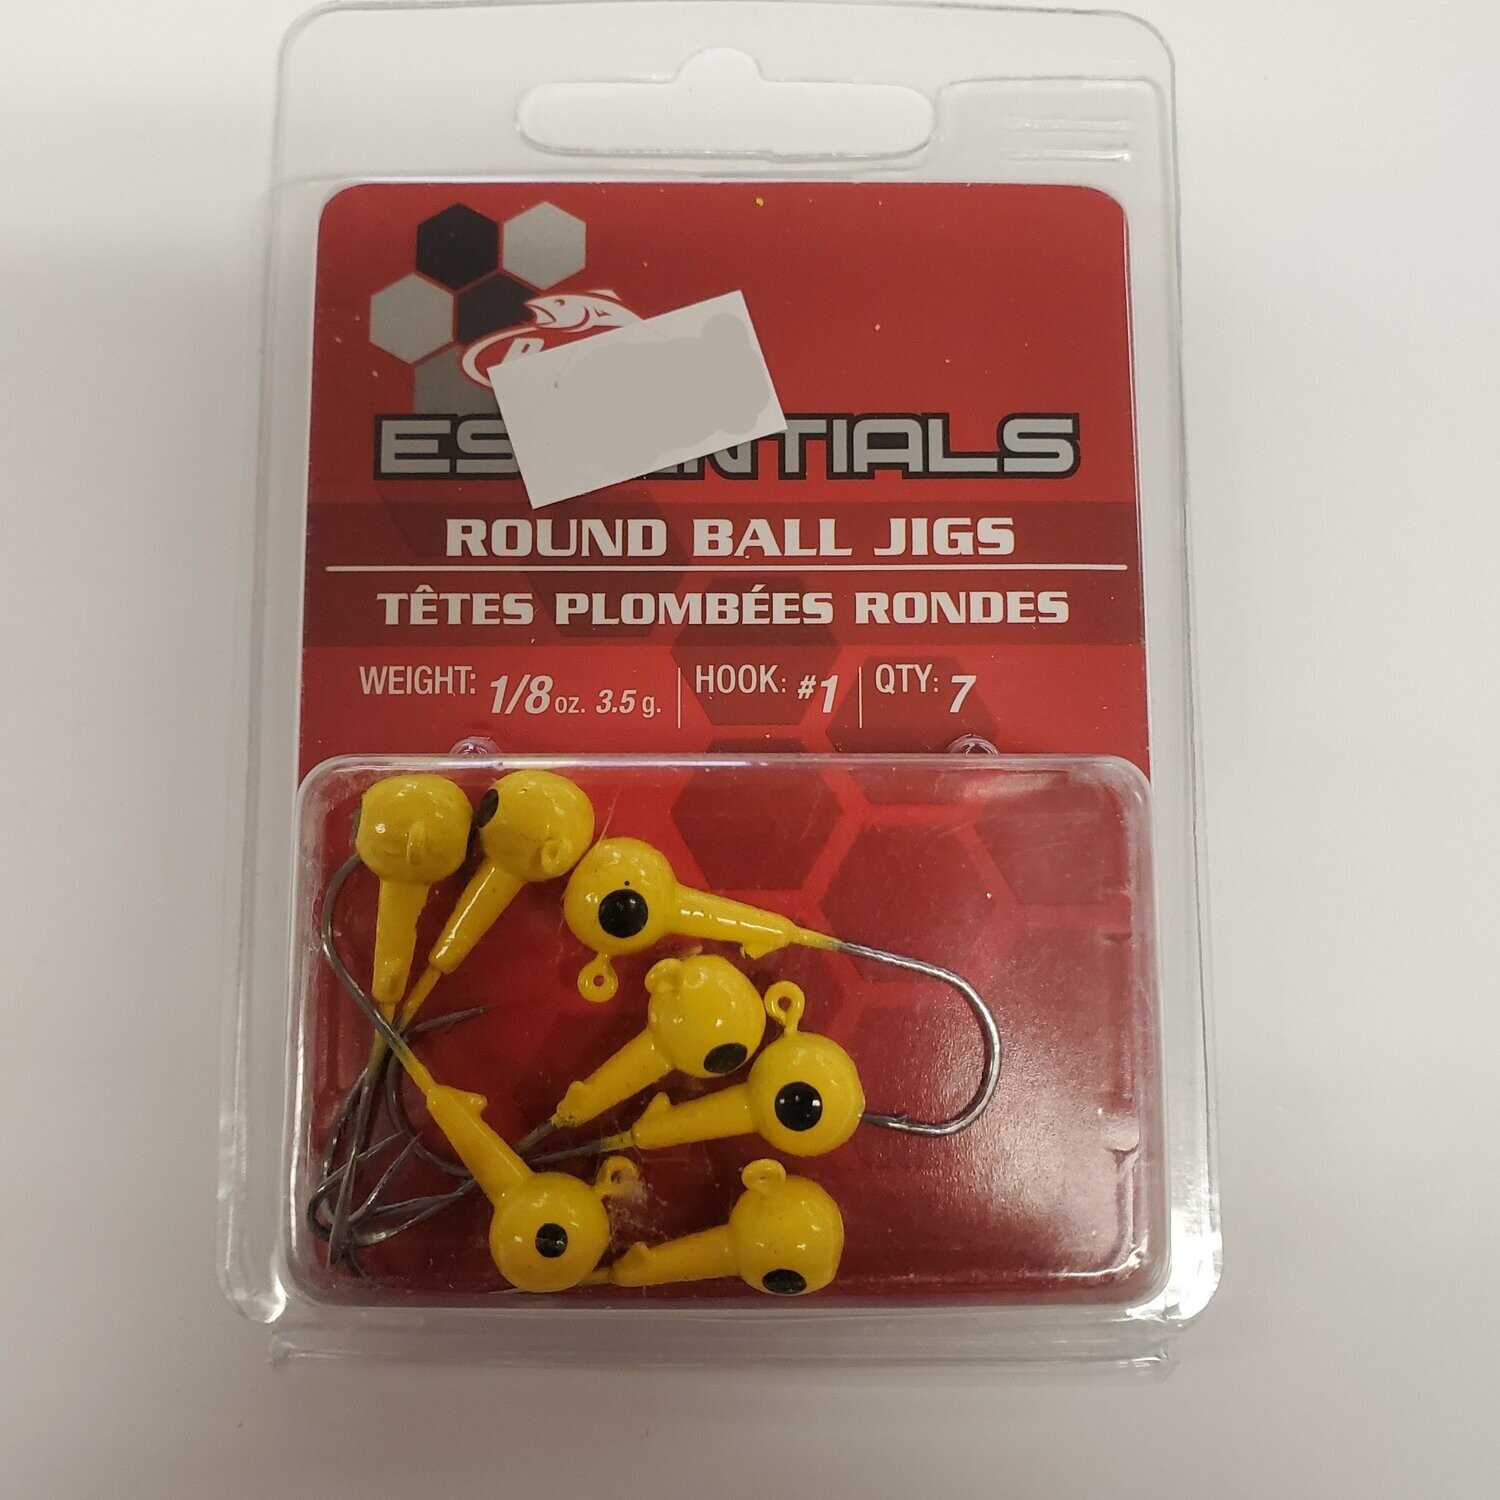 ROUND BALL JIGS
TÊTES PLOMBÉES RONDES
WEIGHT: 1/8 oz. 3.5 g. HOOK: #1 QTY: 7